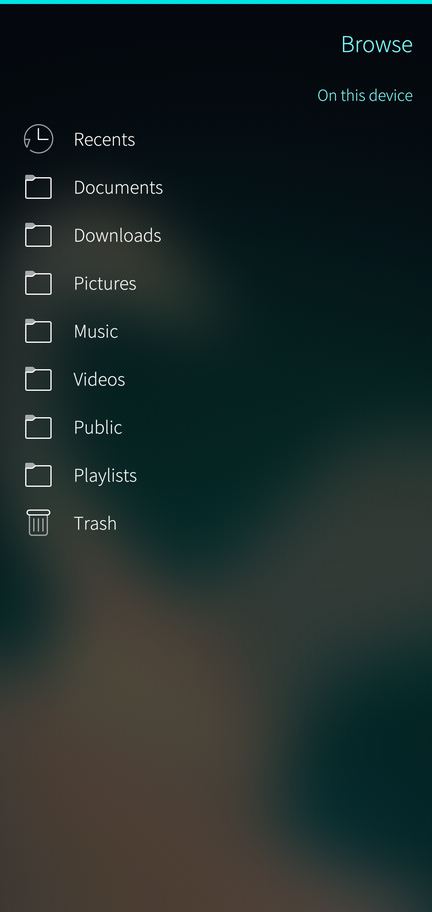 Browse
On this device
Recents
Documents
Downloads
Pictures
Music
Videos
Public
Playlists
Trash